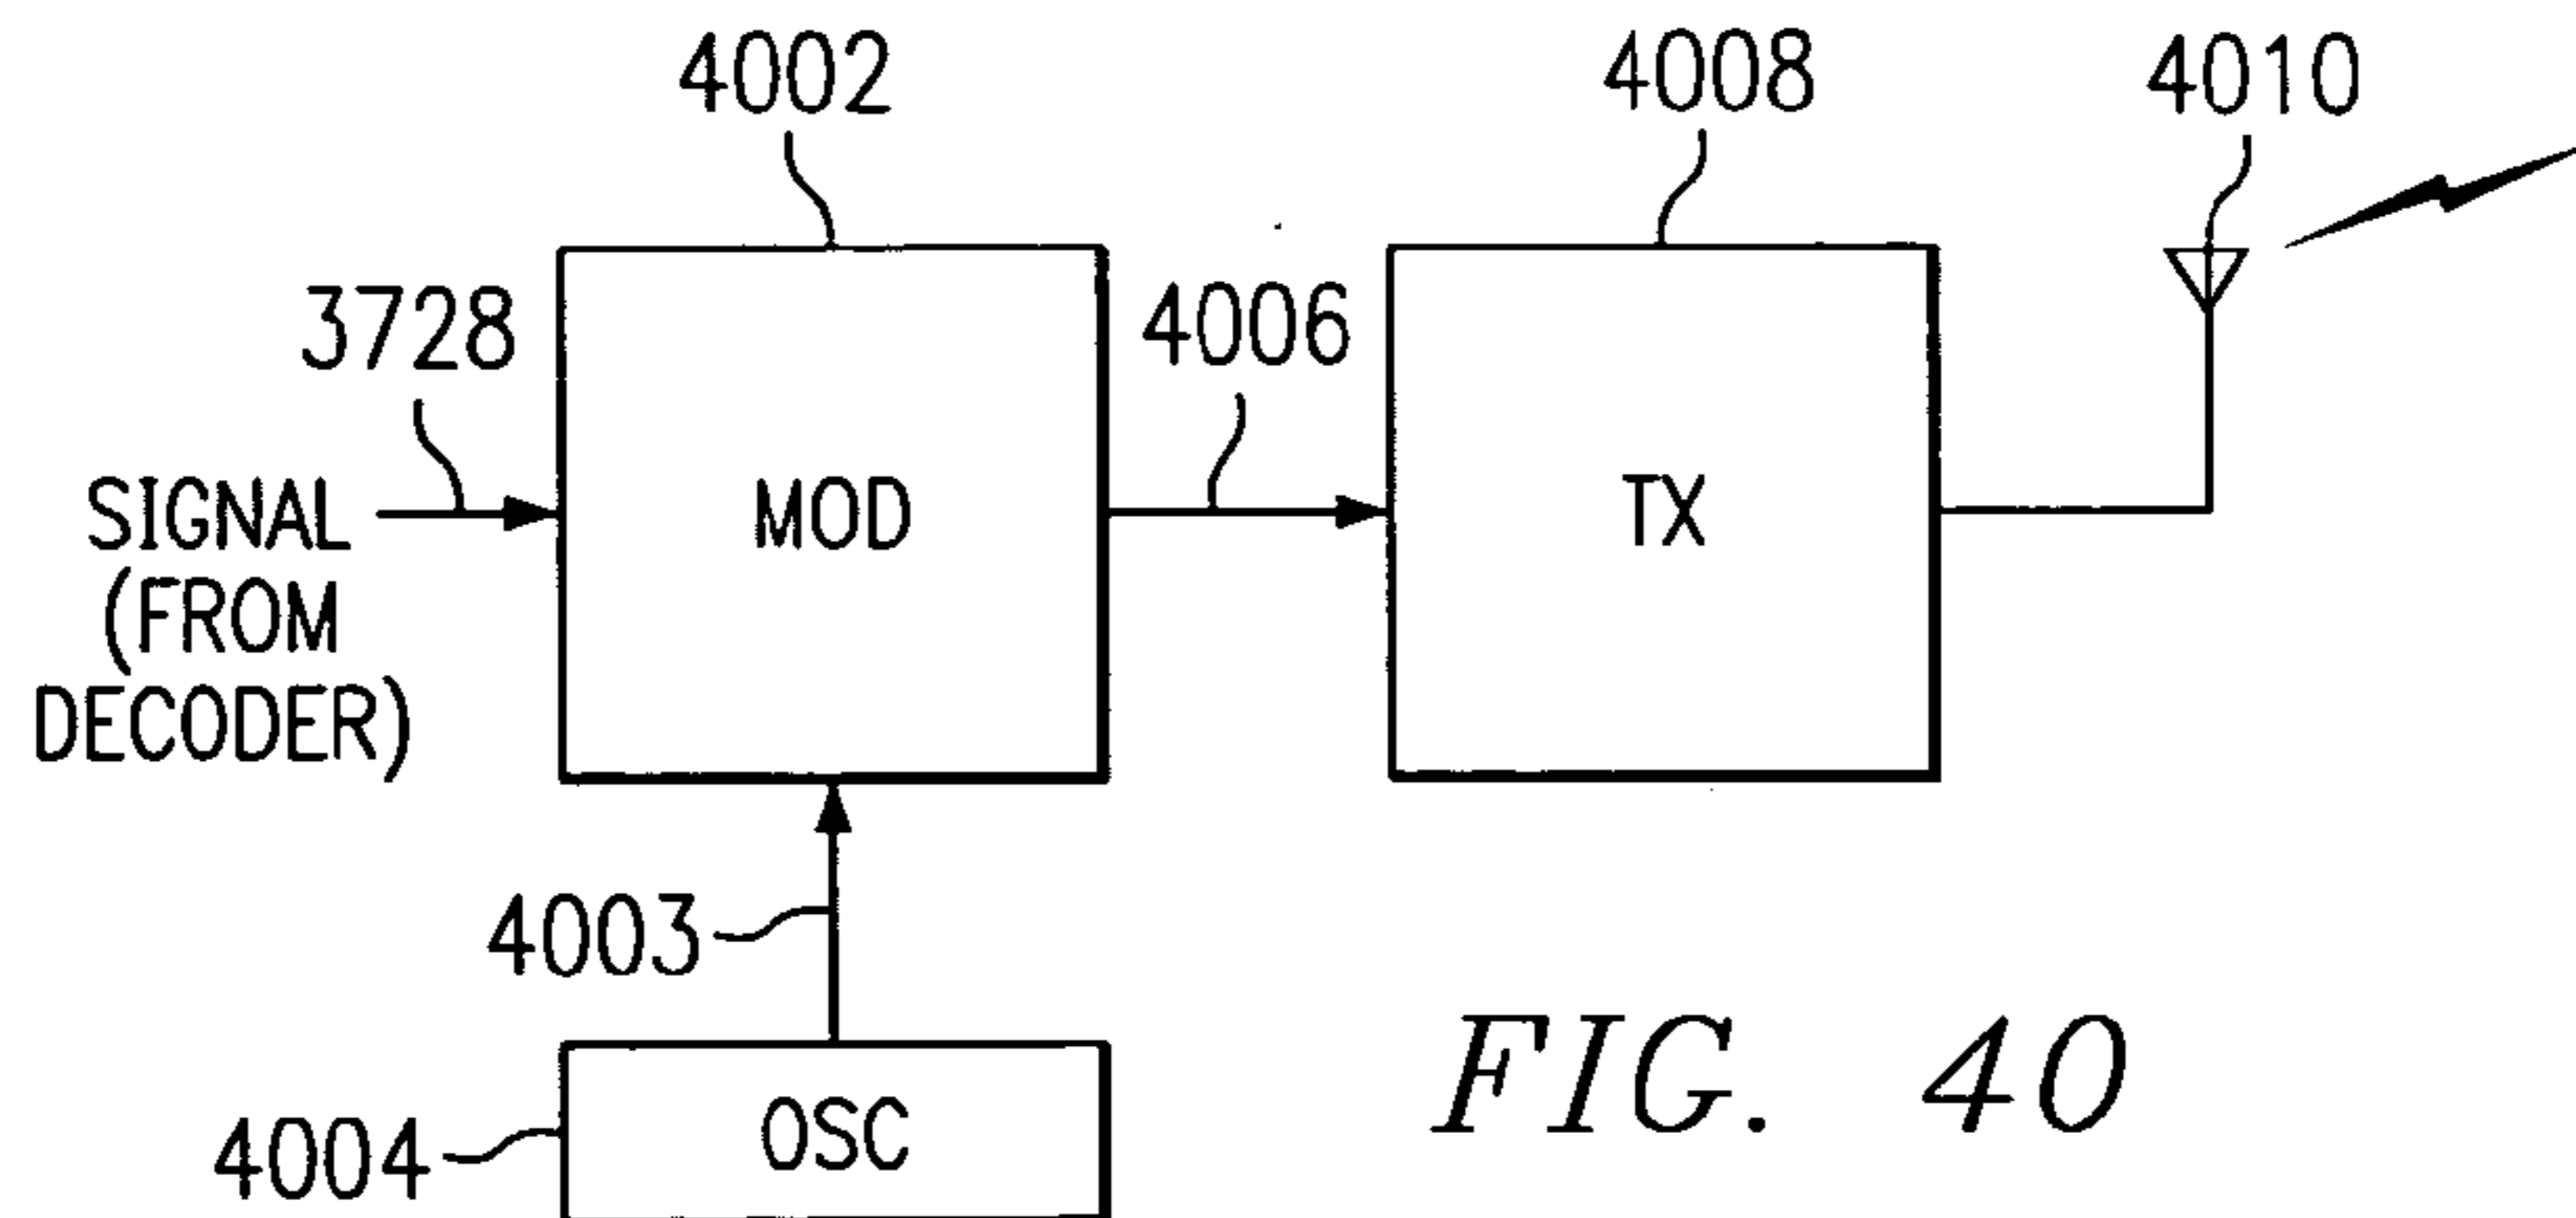 4002
4008
4010
3728
4006
SIGNAL
(FROM
DECODER)
MOD
TX
4003
4004
OSC
FIG. 40